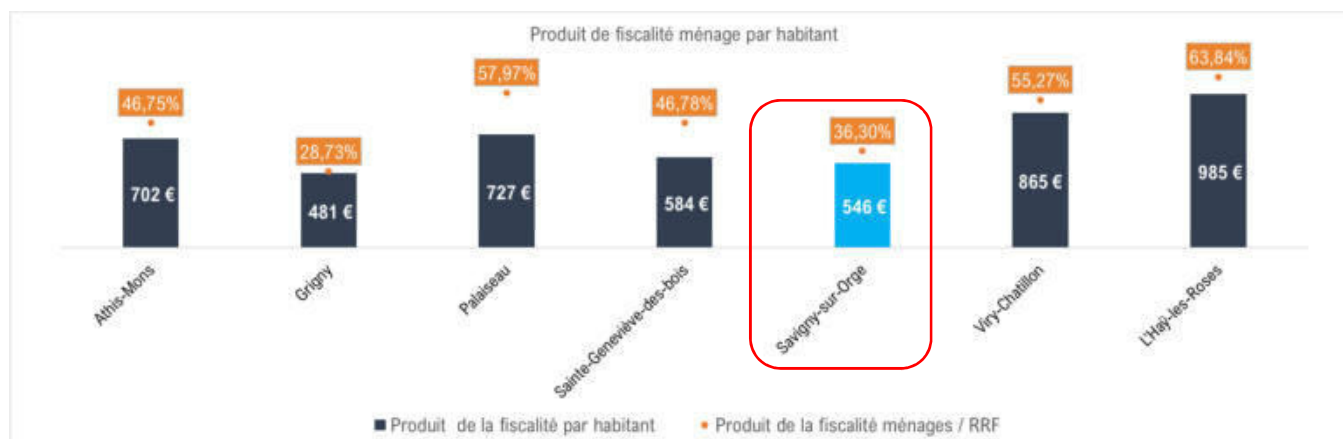 Produit de fiscalité ménage par habitant
46,75%
28,73%
57,97%
46,78%
36,30%
55,27%
63,84%
702 €
481 €
727 €
584 €
546 €
865 €
985 €
Athis-Mons
Grigny
Palaiseau
Sainte-Geneviève-des-bois
Savigny-sur-Orge
Viry-Chatillon
L'Haÿ-les-Roses
Produit de la fiscalité par habitant
Produit de la fiscalité ménages / RRF